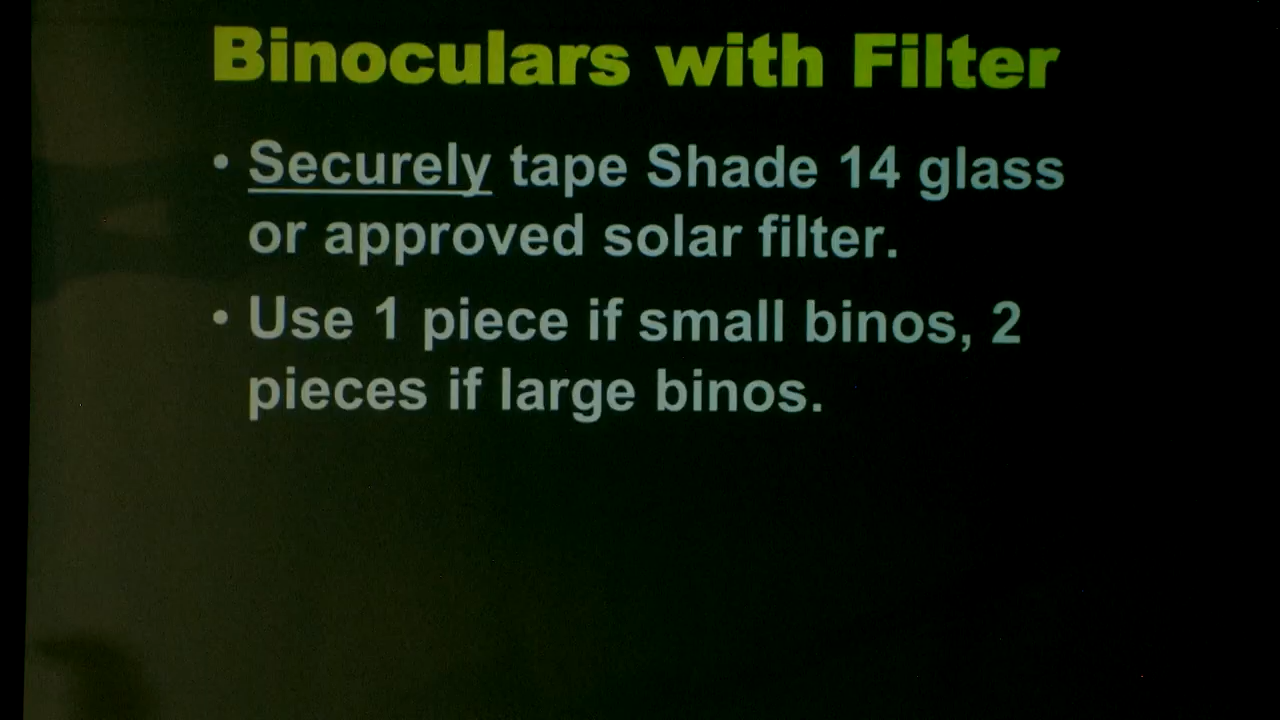 Binoculars with Filter
• Securely tape Shade 14 glass
or approved solar filter.
• Use 1 piece if small binos, 2
pieces if large binos.